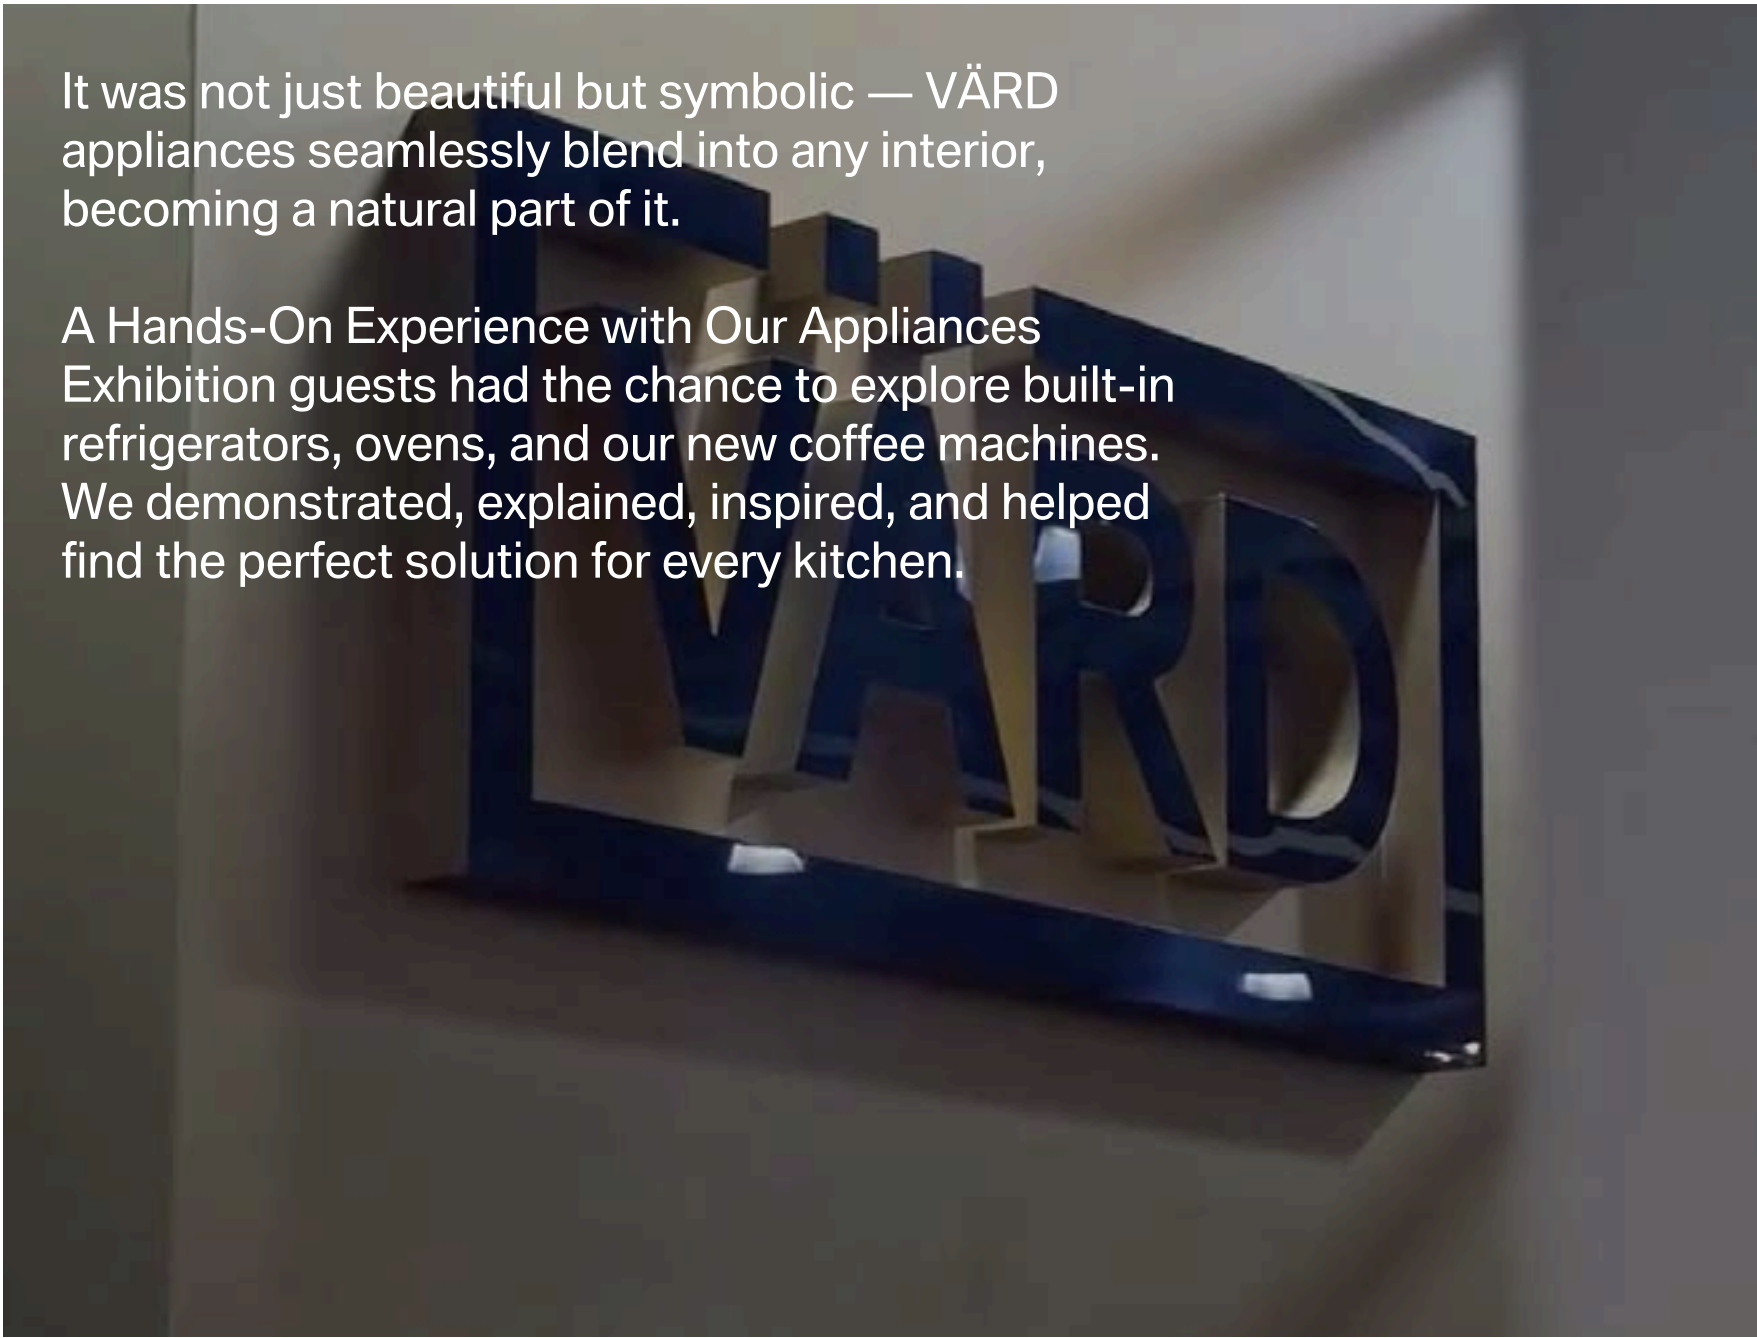 It was not just beautiful but symbolic — VÄRD
appliances seamlessly blend into any interior,
becoming a natural part of it.
A Hands-On Experience with Our Appliances
Exhibition guests had the chance to explore built-in
refrigerators, ovens, and our new coffee machines.
We demonstrated, explained, inspired, and helped
find the perfect solution for every kitchen.
VÄRD